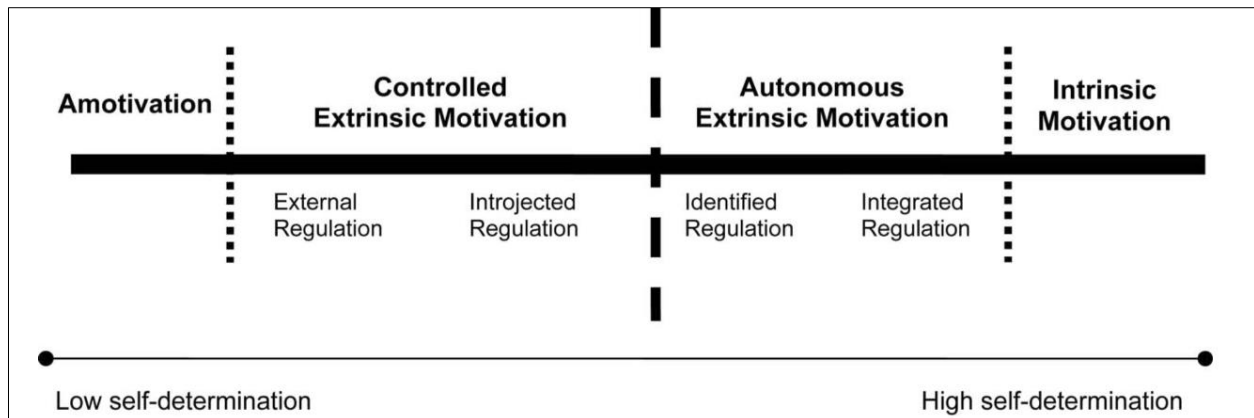 Amotivation
Controlled
Extrinsic Motivation
Autonomous
Extrinsic Motivation
Intrinsic
Motivation
External
Regulation
Introjected
Regulation
Identified
Regulation
Integrated
Regulation
Low self-determination
High self-determination